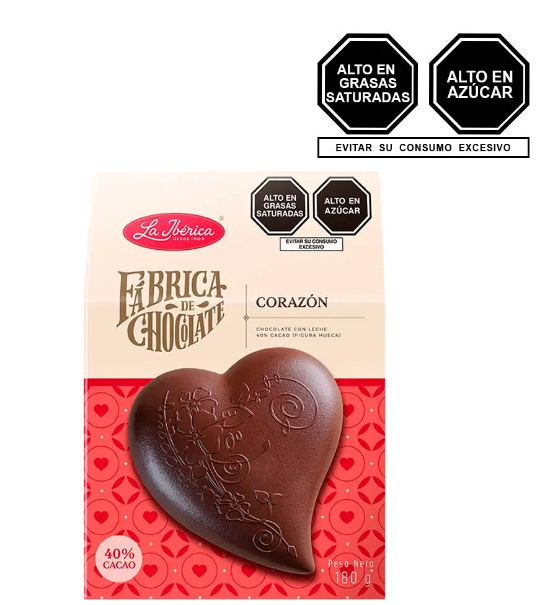 ALTO EN
GRASAS
SATURADAS
ALTO EN
AZÚCAR
EVITAR SU CONSUMO EXCESIVO
ALTO EN
GRASAS
SATURADAS
ALTO EN
AZÚCAR
EVITAR SU CONSUMO
EXCESIVO
La Ibérica
DESDE 1909
®
FÁBRICA
DE
CHOCOLATE
CORAZÓN
CHOCOLATE CON LECHE
40% CACAO (FIGURA HUECA)
40%
CACAO
Peso Neto
180 g